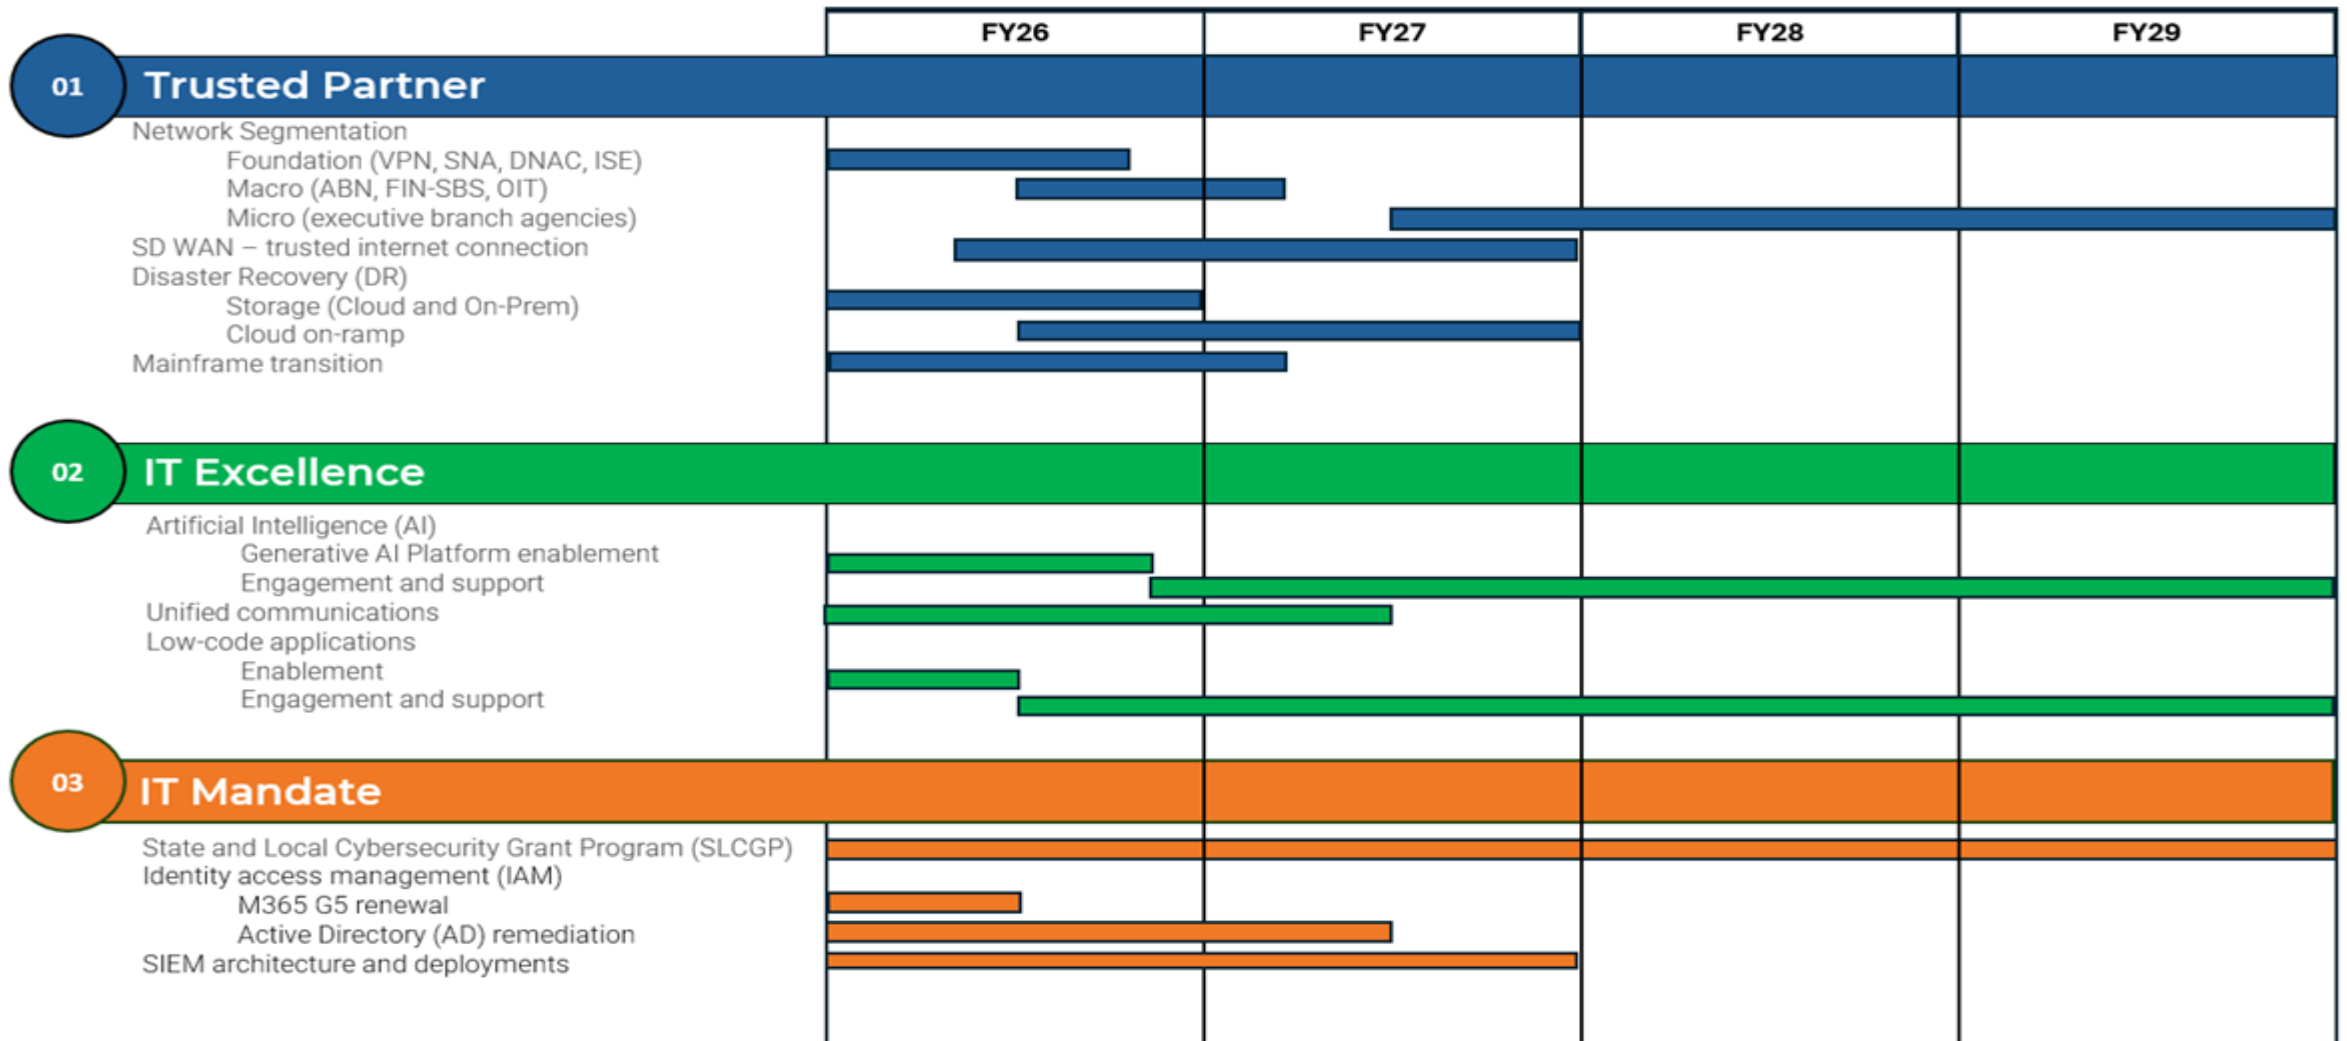 FY26 FY27 FY28 FY29
01 Trusted Partner
Network Segmentation
Foundation (VPN, SNA, DNAC, ISE)
Macro (ABN, FIN-SBS, OIT)
Micro (executive branch agencies)
SD WAN – trusted internet connection
Disaster Recovery (DR)
Storage (Cloud and On-Prem)
Cloud on-ramp
Mainframe transition
02 IT Excellence
Artificial Intelligence (AI)
Generative AI Platform enablement
Engagement and support
Unified communications
Low-code applications
Enablement
Engagement and support
03 IT Mandate
State and Local Cybersecurity Grant Program (SLCGP)
Identity access management (IAM)
M365 G5 renewal
Active Directory (AD) remediation
SIEM architecture and deployments